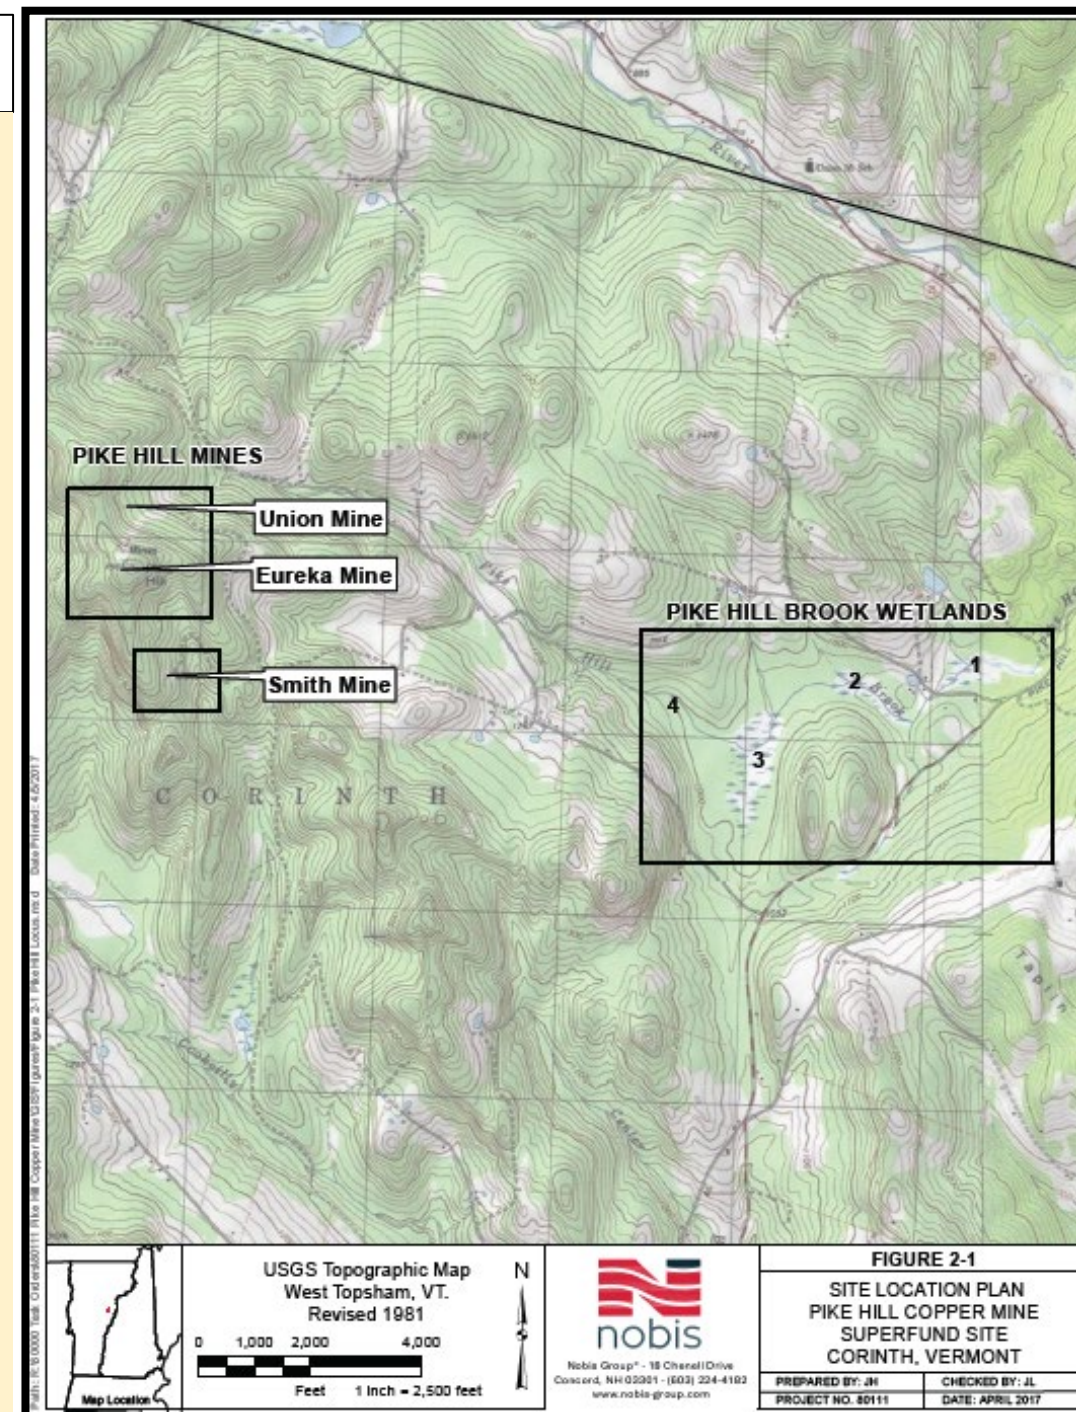 River
PIKE HILL MINES
Union Mine
Eureka Mine
Smith Mine
Pike
Hill
PIKE HILL BROOK WETLANDS
1
2
Brook
4
3
CORINTH
Taplin
Center
Map Location
USGS Topographic Map
West Topsham, VT.
Revised 1981
0 1,000 2,000 4,000
Feet 1 Inch = 2,500 feet
N
nobis
Nobis Group® - 18 Chenell Drive
Concord, NH 03301 - (603) 224-4182
www.nobis-group.com
FIGURE 2-1
SITE LOCATION PLAN
PIKE HILL COPPER MINE
SUPERFUND SITE
CORINTH, VERMONT
PREPARED BY: JH
CHECKED BY: JL
PROJECT NO. 80111
DATE: APRIL 2017